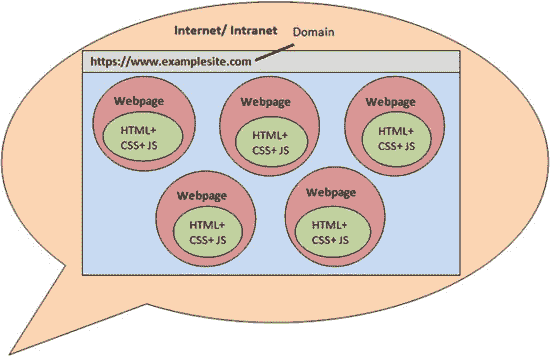 Internet/ Intranet
Domain
https://www.examplesite.com
Webpage
HTML+
CSS+ JS
Webpage
HTML+
CSS+ JS
Webpage
HTML+
CSS+ JS
Webpage
HTML+
CSS+ JS
Webpage
HTML+
CSS+ JS